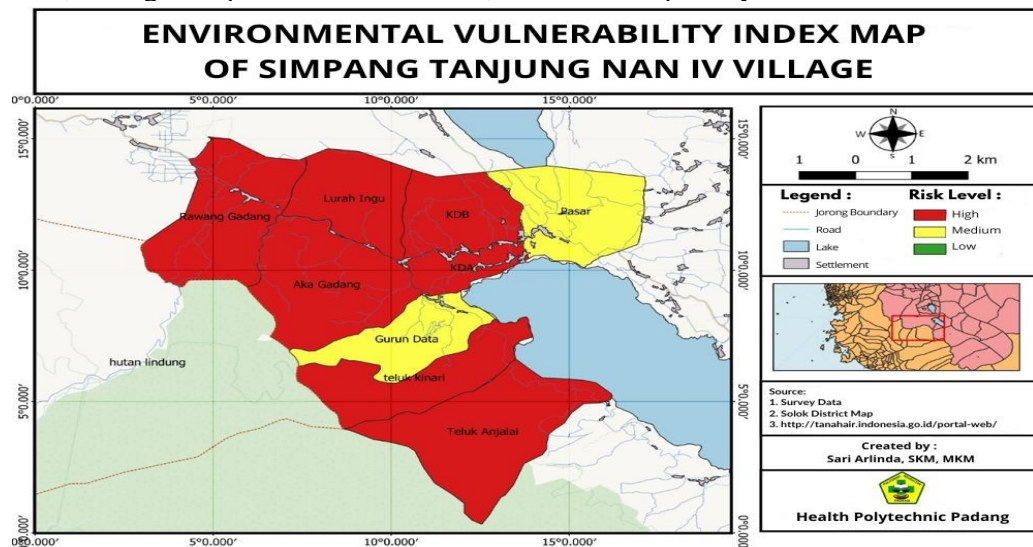 ENVIRONMENTAL VULNERABILITY INDEX MAP
OF SIMPANG TANJUNG NAN IV VILLAGE
0°0.000′ 5°0.000′ 10°0.000′ 15°0.000′
15°0.000′
10°0.000′
5°0.000′
0°0.000′
Rawang Gadang
Lurah Ingu
KDB
Pasar
KDA
Aka Gadang
Gurun Data
hutan lindung
teluk kinari
Teluk Anjalai
15°0.000′
10°0.000′
5°0.000′
0°0.000′
5°0.000′ 10°0.000′ 15°0.000′
N
W E
S
1 0 1 2 km
Legend : Risk Level :
Jorong Boundary High
Road Medium
Lake Low
Settlement
Source:
1. Survey Data
2. Solok District Map
3. http://tanahair.indonesia.go.id/portal-web/
Created by :
Sari Arlinda, SKM, MKM
Health Polytechnic Padang